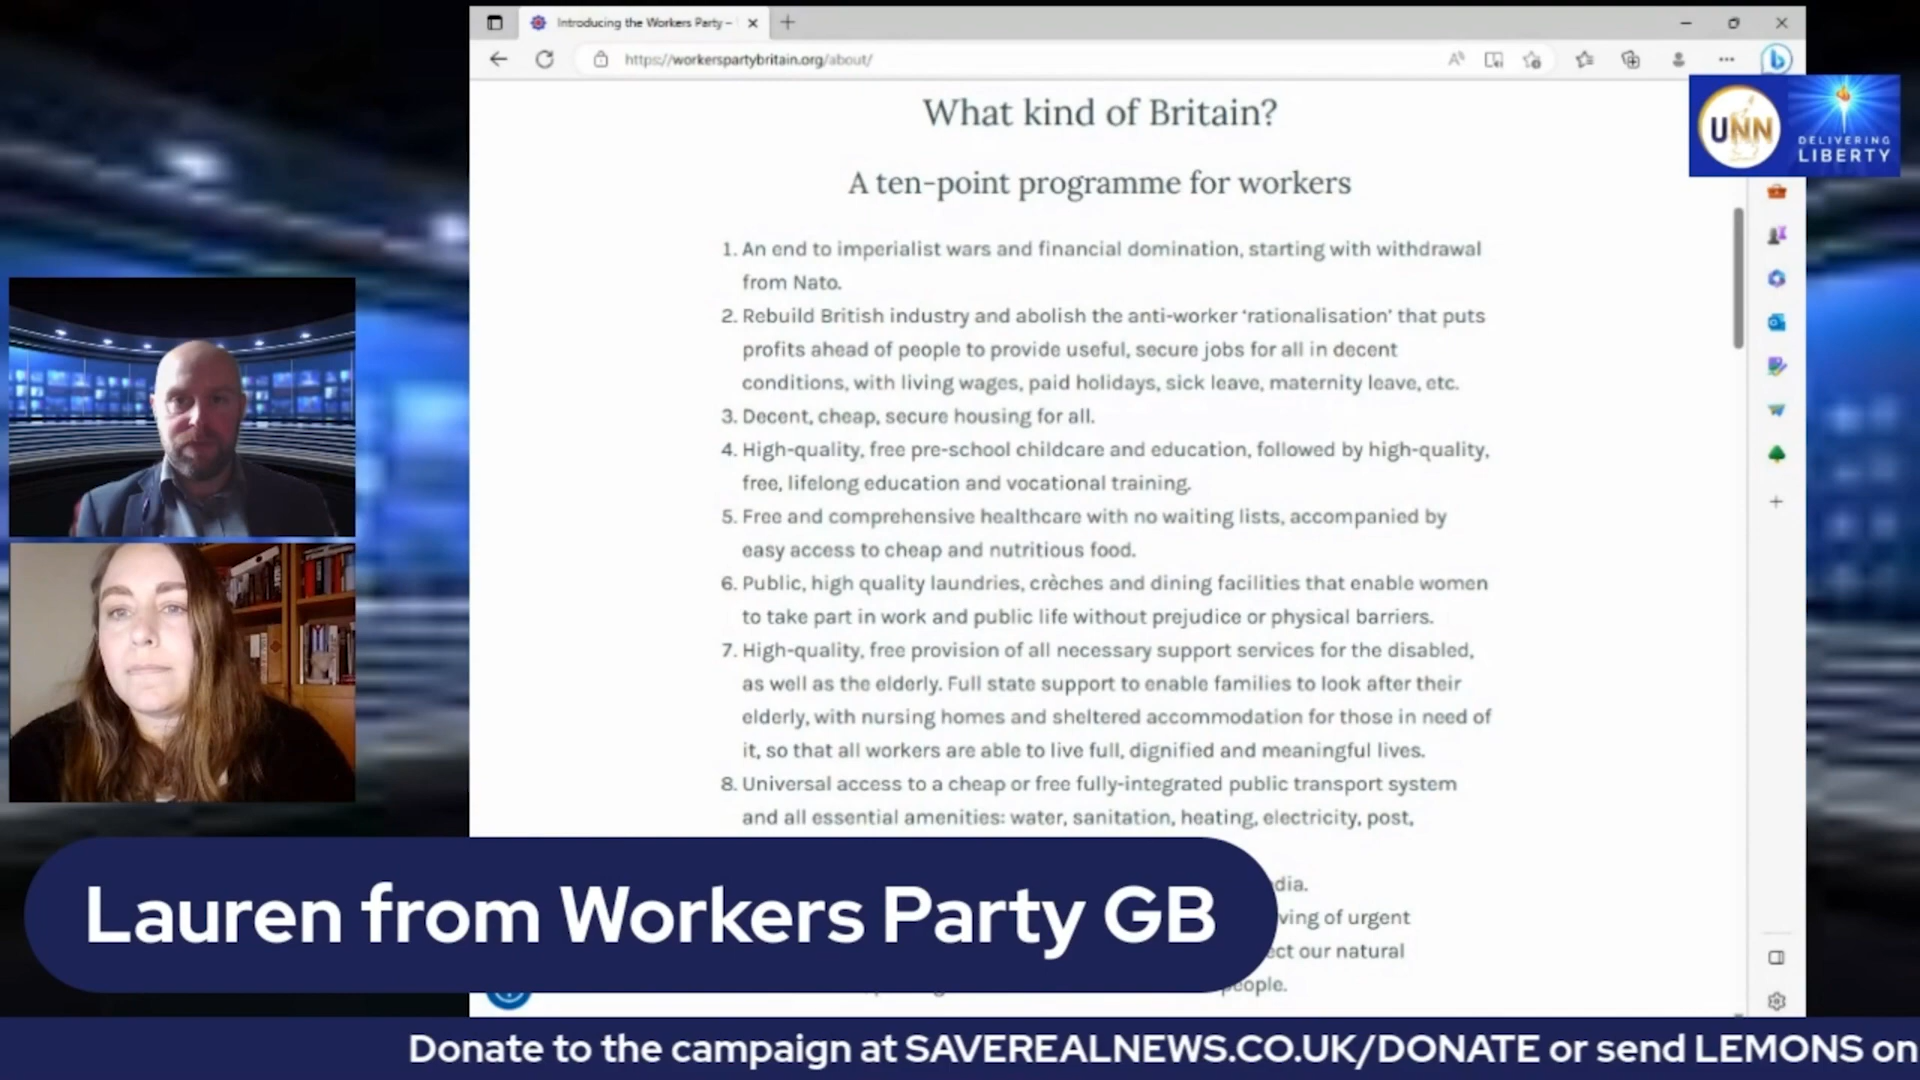 Introducing the Workers Party –
https://workerspartybritain.org/about/
What kind of Britain?
A ten-point programme for workers
1. An end to imperialist wars and financial domination, starting with withdrawal
from Nato.
2. Rebuild British industry and abolish the anti-worker ‘rationalisation’ that puts
profits ahead of people to provide useful, secure jobs for all in decent
conditions, with living wages, paid holidays, sick leave, maternity leave, etc.
3. Decent, cheap, secure housing for all.
4. High-quality, free pre-school childcare and education, followed by high-quality,
free, lifelong education and vocational training.
5. Free and comprehensive healthcare with no waiting lists, accompanied by
easy access to cheap and nutritious food.
6. Public, high quality laundries, crèches and dining facilities that enable women
to take part in work and public life without prejudice or physical barriers.
7. High-quality, free provision of all necessary support services for the disabled,
as well as the elderly. Full state support to enable families to look after their
elderly, with nursing homes and sheltered accommodation for those in need of
it, so that all workers are able to live full, dignified and meaningful lives.
8. Universal access to a cheap or free fully-integrated public transport system
and all essential amenities: water, sanitation, heating, electricity, post,
dia.
ving of urgent
ect our natural
people.
UNN
DELIVERING
LIBERTY
Lauren from Workers Party GB
Donate to the campaign at SAVEREALNEWS.CO.UK/DONATE or send LEMONS on